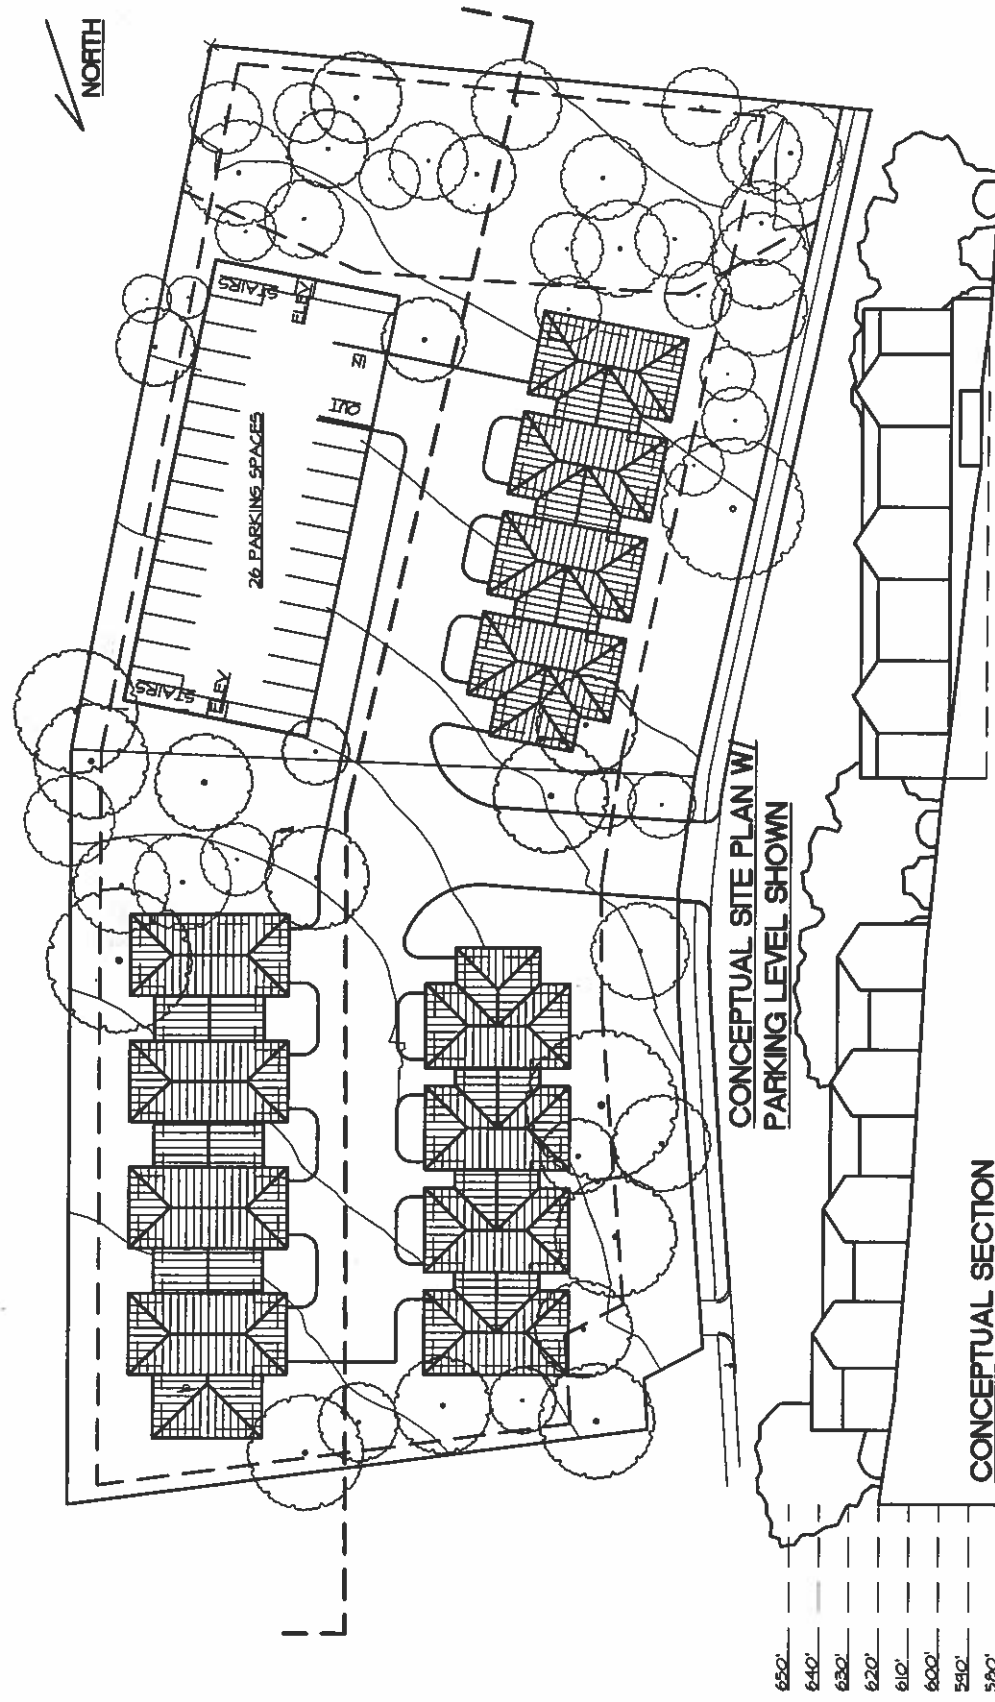 NORTH
STAIRS
ELEV
IN
OUT
26 PARKING SPACES
STAIRS
ELEV
CONCEPTUAL SITE PLAN W/
PARKING LEVEL SHOWN
CONCEPTUAL SECTION
650'
640'
630'
620'
610'
600'
590'
580'